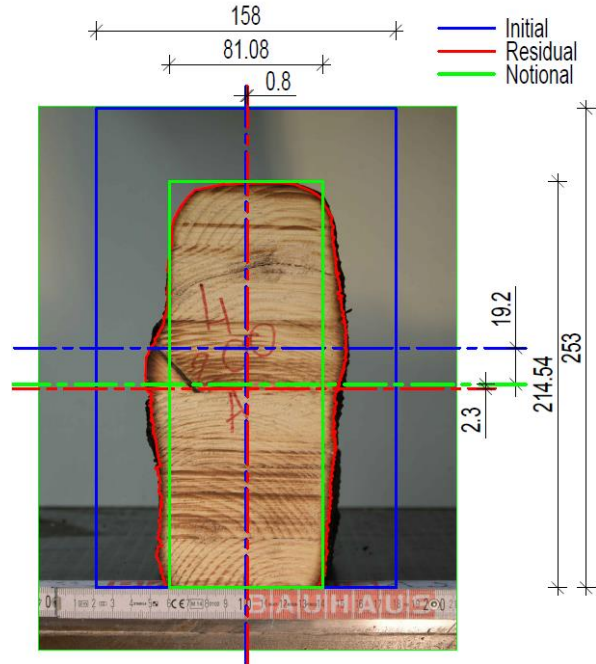 158
81.08
0.8
Initial
Residual
Notional
19.2
253
214.54
2.3
H
A
BAUHAUS